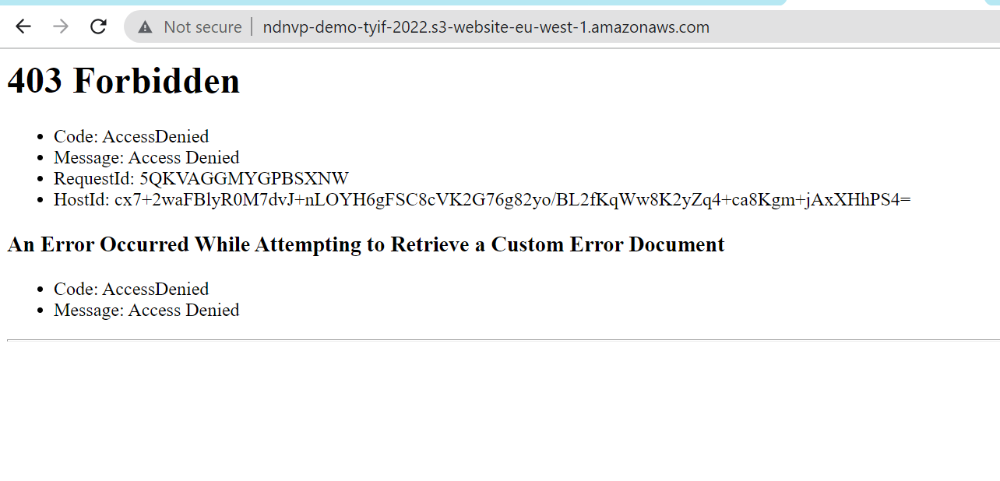 Not secure | ndnvp-demo-tyif-2022.s3-website-eu-west-1.amazonaws.com
403 Forbidden
• Code: AccessDenied
• Message: Access Denied
• RequestId: 5QKVAGGMYGPBSXNW
• HostId: cx7+2waFBlyR0M7dvJ+nLOYH6gFSC8cVK2G76g82yo/BL2fKqWw8K2yZq4+ca8Kgm+jAxXHhPS4=
An Error Occurred While Attempting to Retrieve a Custom Error Document
• Code: AccessDenied
• Message: Access Denied